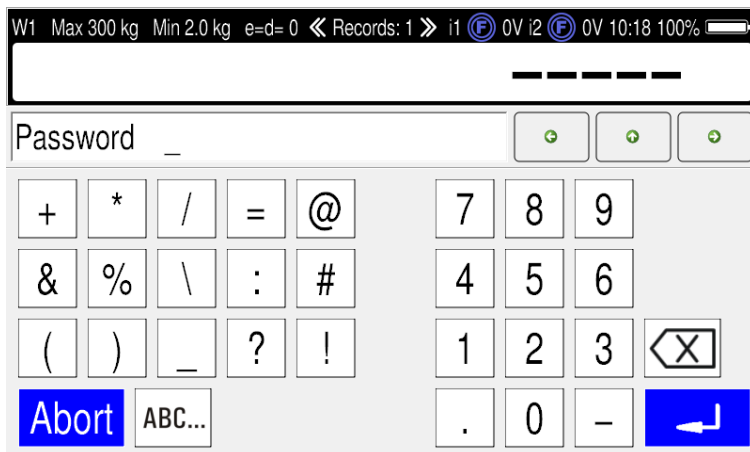 W1 Max 300 kg Min 2.0 kg e=d= 0 ≪ Records: 1 ≫ i1 Ⓕ 0V i2 Ⓕ 0V 10:18 100%
-----
Password _
+ * / = @ 7 8 9
& % \ : # 4 5 6
( ) _ ? ! 1 2 3 X
Abort ABC... . 0 -